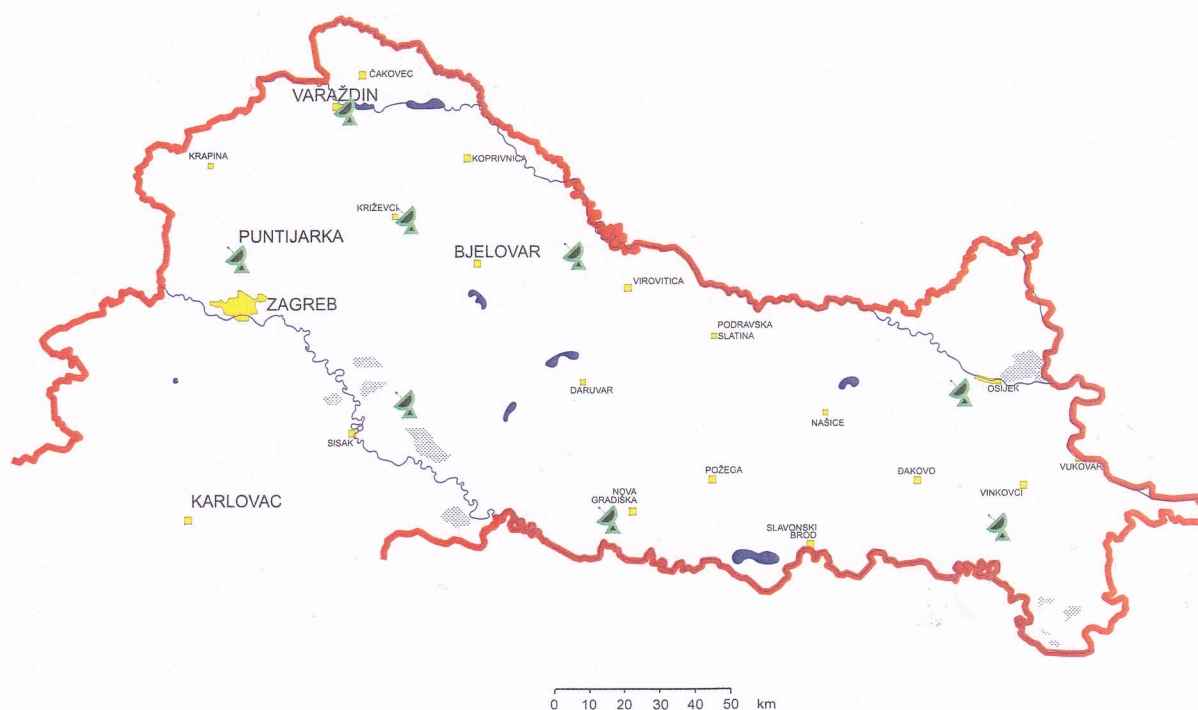 ČAKOVEC
VARAŽDIN
KRAPINA
KOPRIVNICA
KRIŽEVCI
PUNTIJARKA
BJELOVAR
VIROVITICA
ZAGREB
PODRAVSKA
SLATINA
DARUVAR
OSIJEK
NAŠICE
SISAK
VUKOVAR
POŽEGA
ĐAKOVO
VINKOVCI
KARLOVAC
NOVA
GRADIŠKA
SLAVONSKI
BROD
0 10 20 30 40 50 km